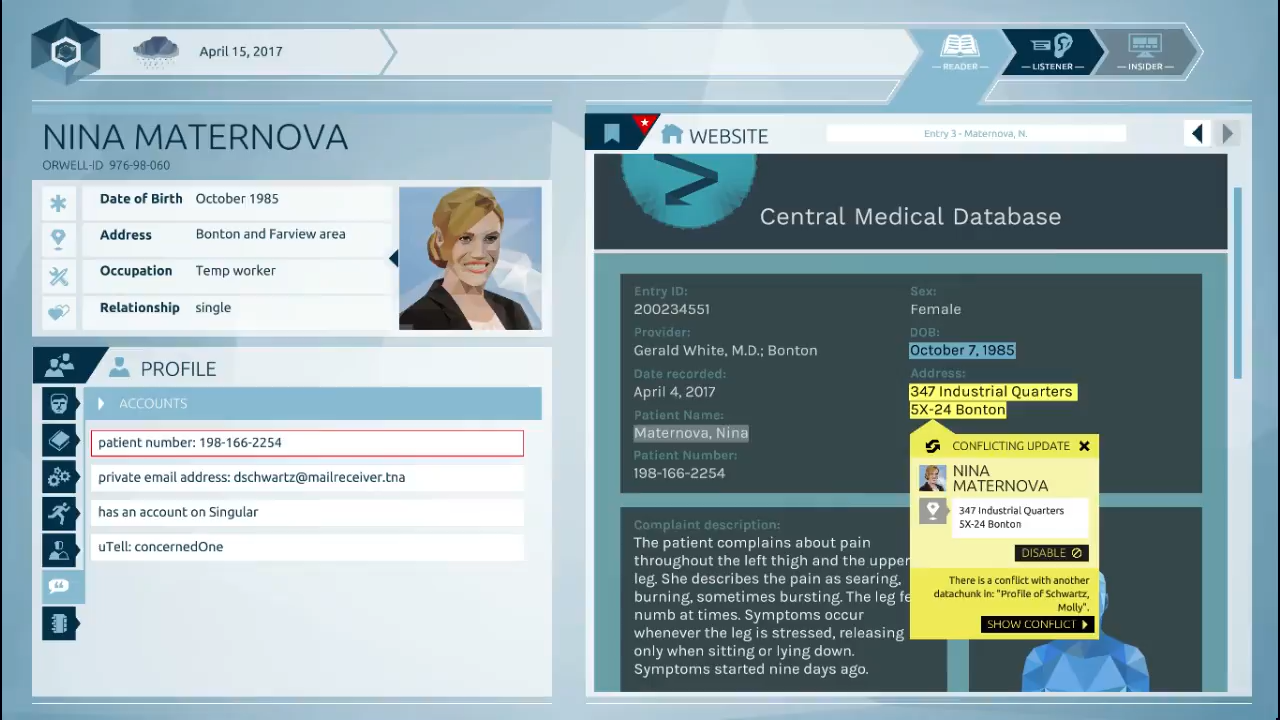 April 15, 2017
— READER —
— LISTENER —
— INSIDER —
NINA MATERNOVA
ORWELL-ID 976-98-060
Date of Birth October 1985
Address Bonton and Farview area
Occupation Temp worker
Relationship single
PROFILE
ACCOUNTS
patient number: 198-166-2254
private email address: dschwartz@mailreceiver.tna
has an account on Singular
uTell: concernedOne
WEBSITE
Entry 3 - Maternova, N.
Central Medical Database
Entry ID:
200234551
Provider:
Gerald White, M.D.; Bonton
Date recorded:
April 4, 2017
Patient Name:
Maternova, Nina
Patient Number:
198-166-2254
Sex:
Female
DOB:
October 7, 1985
Address:
347 Industrial Quarters
5X-24 Bonton
CONFLICTING UPDATE
NINA
MATERNOVA
347 Industrial Quarters
5X-24 Bonton
DISABLE
There is a conflict with another
datachunk in: "Profile of Schwartz,
Molly".
SHOW CONFLICT
Complaint description:
The patient complains about pain
throughout the left thigh and the upper
leg. She describes the pain as searing,
burning, sometimes bursting. The leg fe
numb at times. Symptoms occur
whenever the leg is stressed, releasing
only when sitting or lying down.
Symptoms started nine days ago.